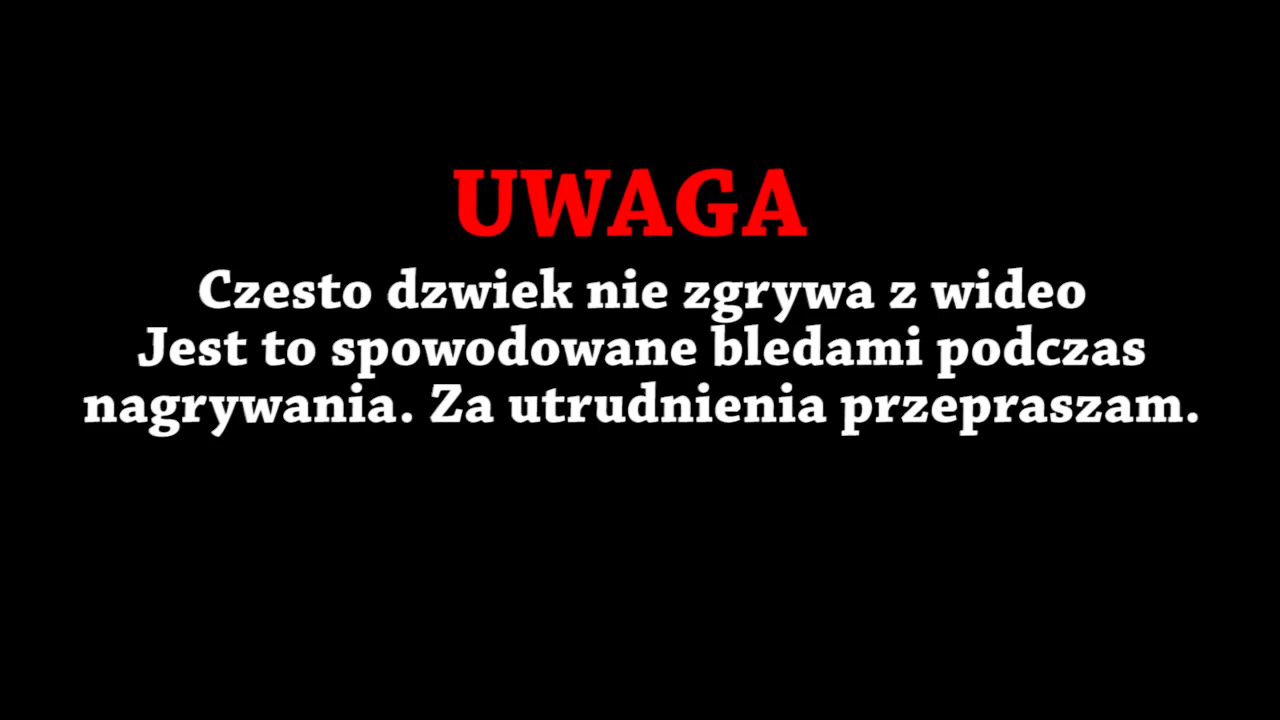 UWAGA
Czesto dzwiek nie zgrywa z wideo
Jest to spowodowane bledami podczas
nagrywania. Za utrudnienia przepraszam.